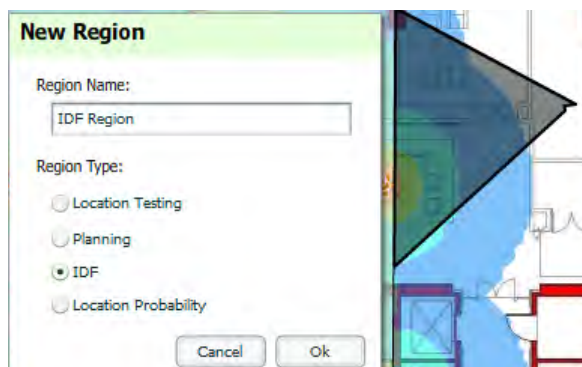 New Region
Region Name:
IDF Region
Region Type:
Location Testing
Planning
IDF
Location Probability
Cancel Ok